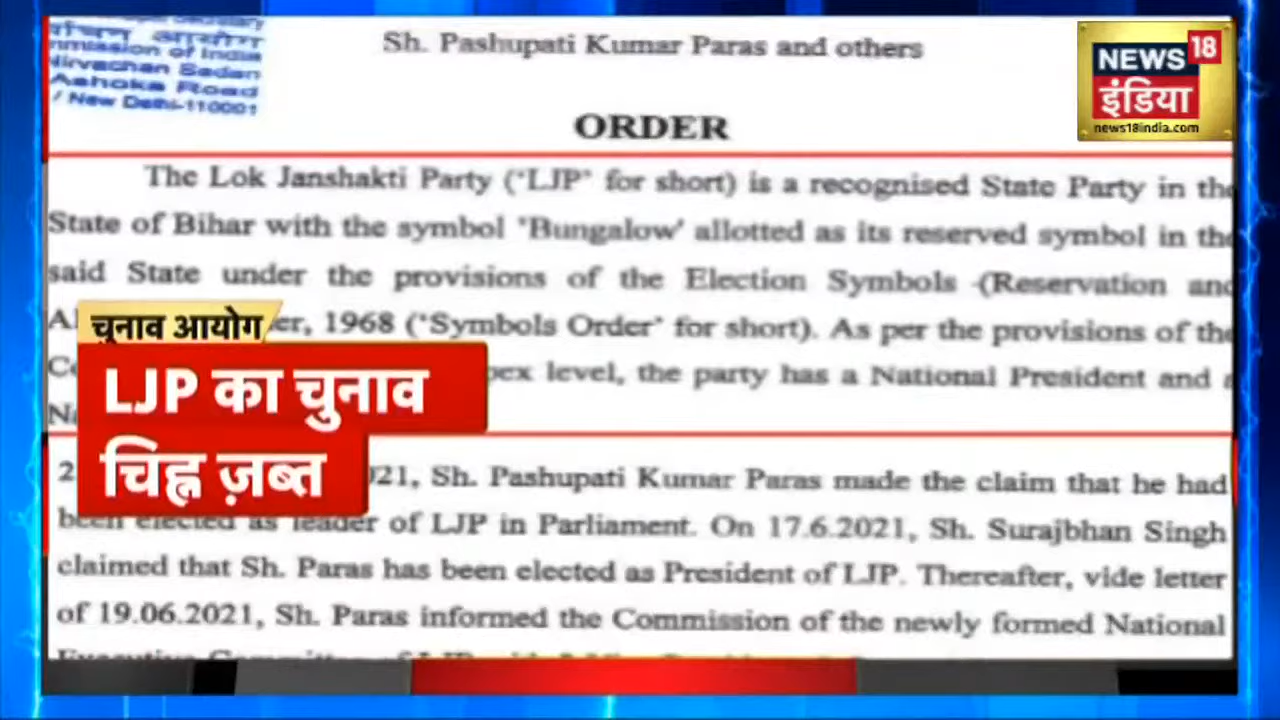 mmission of India
Nirvachan Sadan
Ashoka Road
New Delhi-110001
Sh. Pashupati Kumar Paras and others
NEWS 18
इंडिया
news18india.com
ORDER
The Lok Janshakti Party ('LJP' for short) is a recognised State Party in the
State of Bihar with the symbol 'Bungalow' allotted as its reserved symbol in the
said State under the provisions of the Election Symbols (Reservation and
er, 1968 ('Symbols Order' for short). As per the provisions of the
pex level, the party has a National President and a
चुनाव आयोग
LJP का चुनाव
चिह्न ज़ब्त
2 021, Sh. Pashupati Kumar Paras made the claim that he had
been elected as leader of LJP in Parliament. On 17.6.2021, Sh. Surajbhan Singh
claimed that Sh. Paras has been elected as President of LJP. Thereafter, vide letter
of 19.06.2021, Sh. Paras informed the Commission of the newly formed National